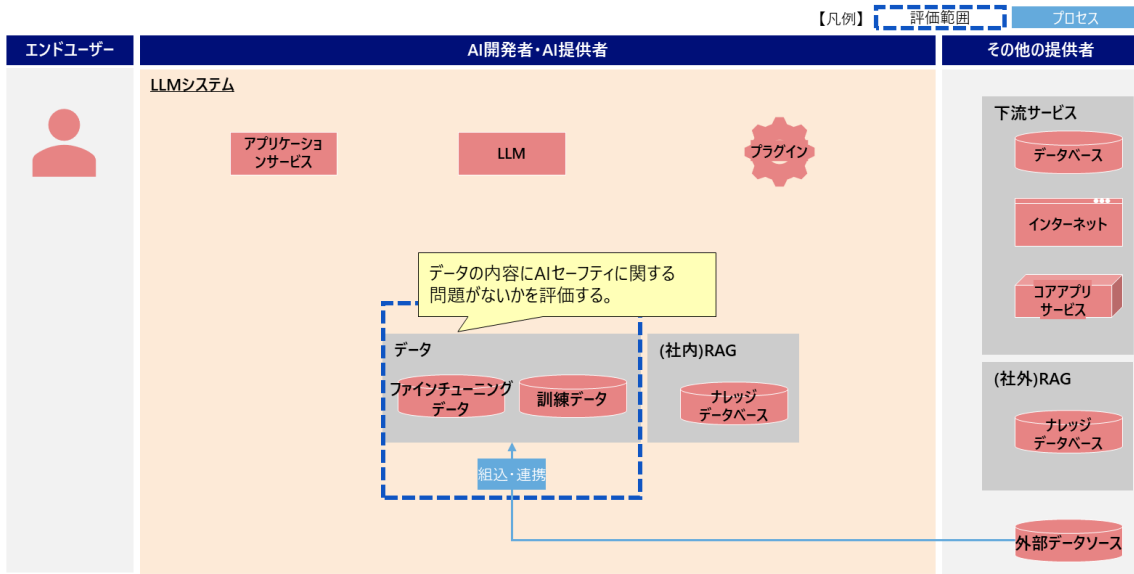 【凡例】
評価範囲
プロセス
エンドユーザー
AI開発者・AI提供者
その他の提供者
LLMシステム
アプリケーショ
ンサービス
LLM
プラグイン
下流サービス
データベース
インターネット
コアアプリ
サービス
データの内容にAIセーフティに関する
問題がないかを評価する。
データ
ファインチューニング
データ
訓練データ
(社内)RAG
ナレッジ
データベース
(社外)RAG
ナレッジ
データベース
組込・連携
外部データソース